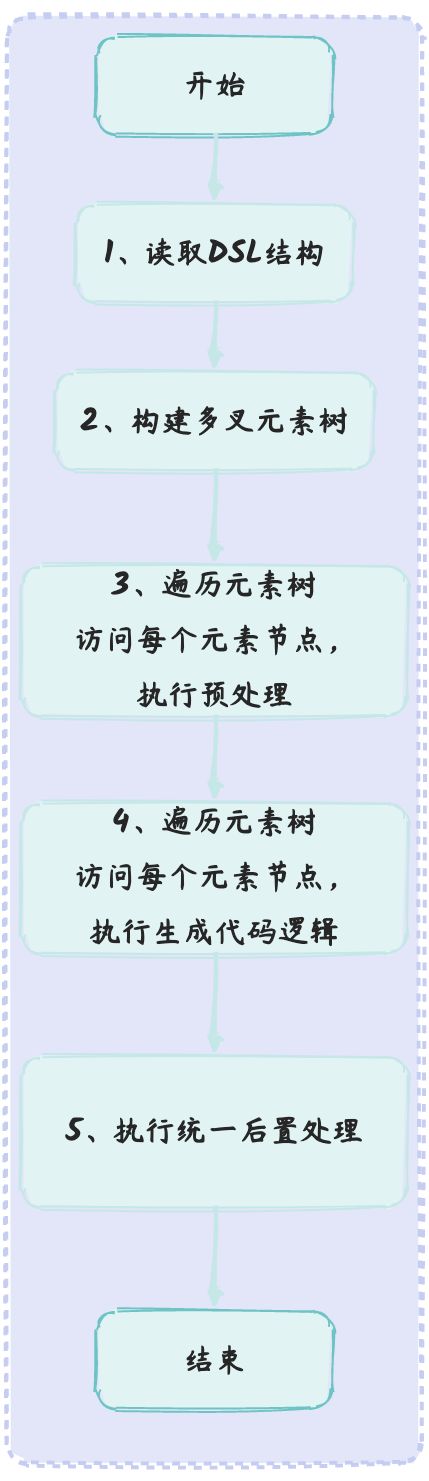 开始
1、读取DSL结构
2、构建多叉元素树
3、遍历元素树
访问每个元素节点，
执行预处理
4、遍历元素树
访问每个元素节点，
执行生成代码逻辑
5、执行统一后置处理
结束